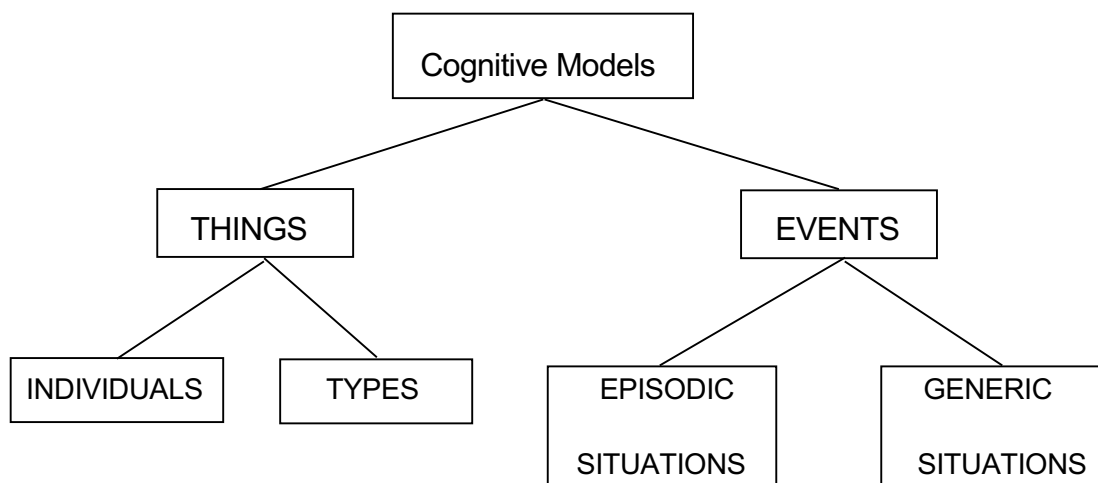 Cognitive Models
THINGS
EVENTS
INDIVIDUALS
TYPES
EPISODIC
SITUATIONS
GENERIC
SITUATIONS